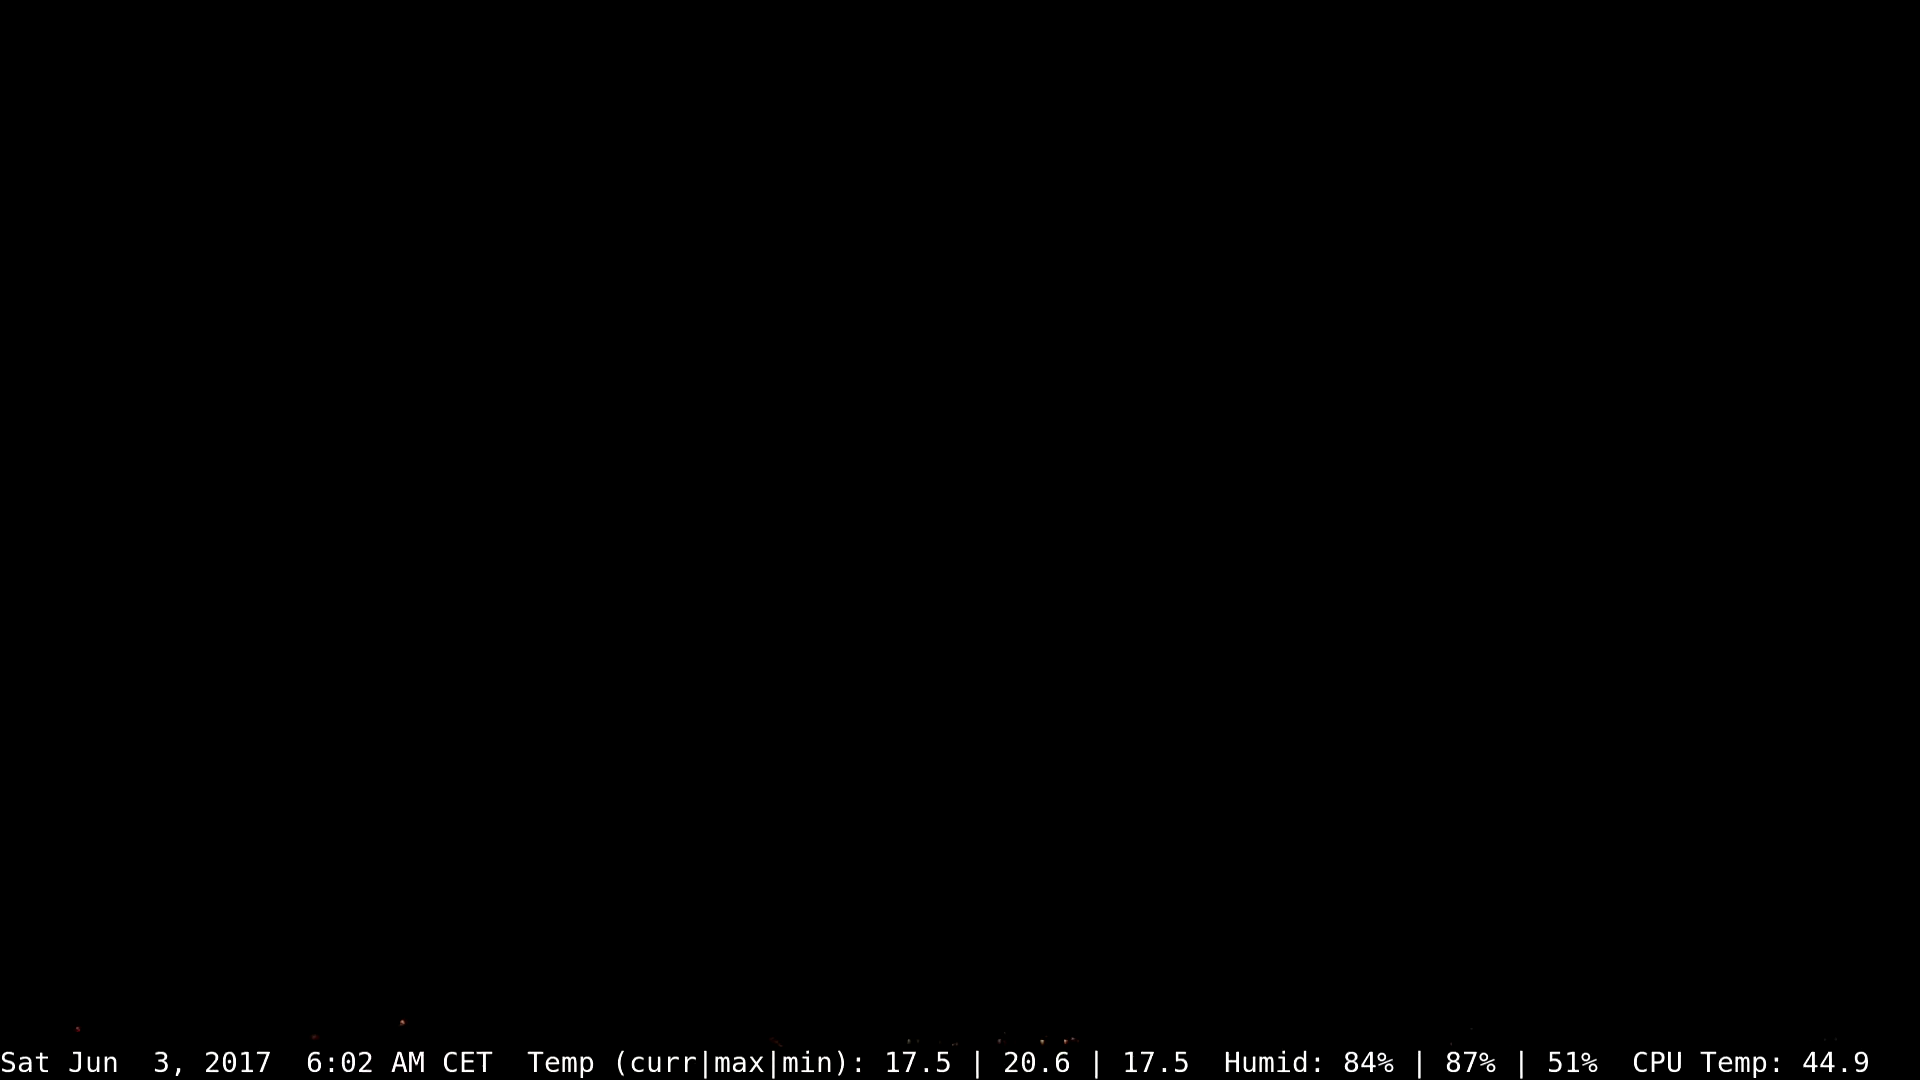 Sat Jun  3, 2017  6:02 AM CET  Temp (curr|max|min): 17.5 | 20.6 | 17.5  Humid: 84% | 87% | 51%  CPU Temp: 44.9